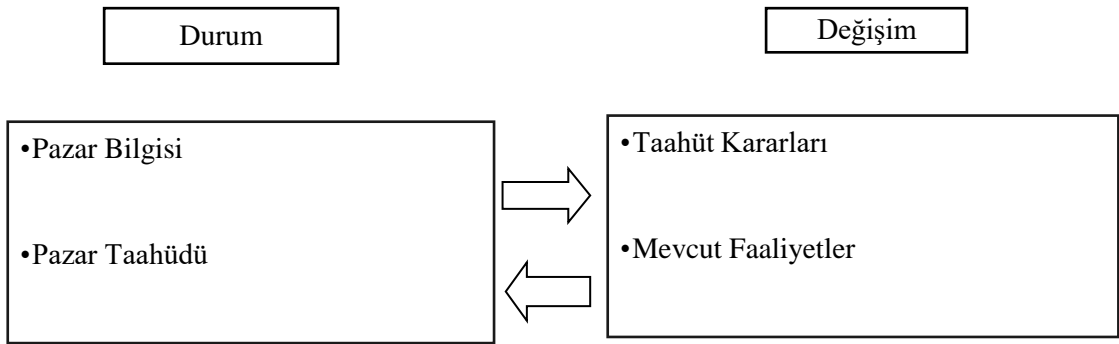 Durum
Değişim
•Pazar Bilgisi
•Pazar Taahüdü
•Taahüt Kararları
•Mevcut Faaliyetler